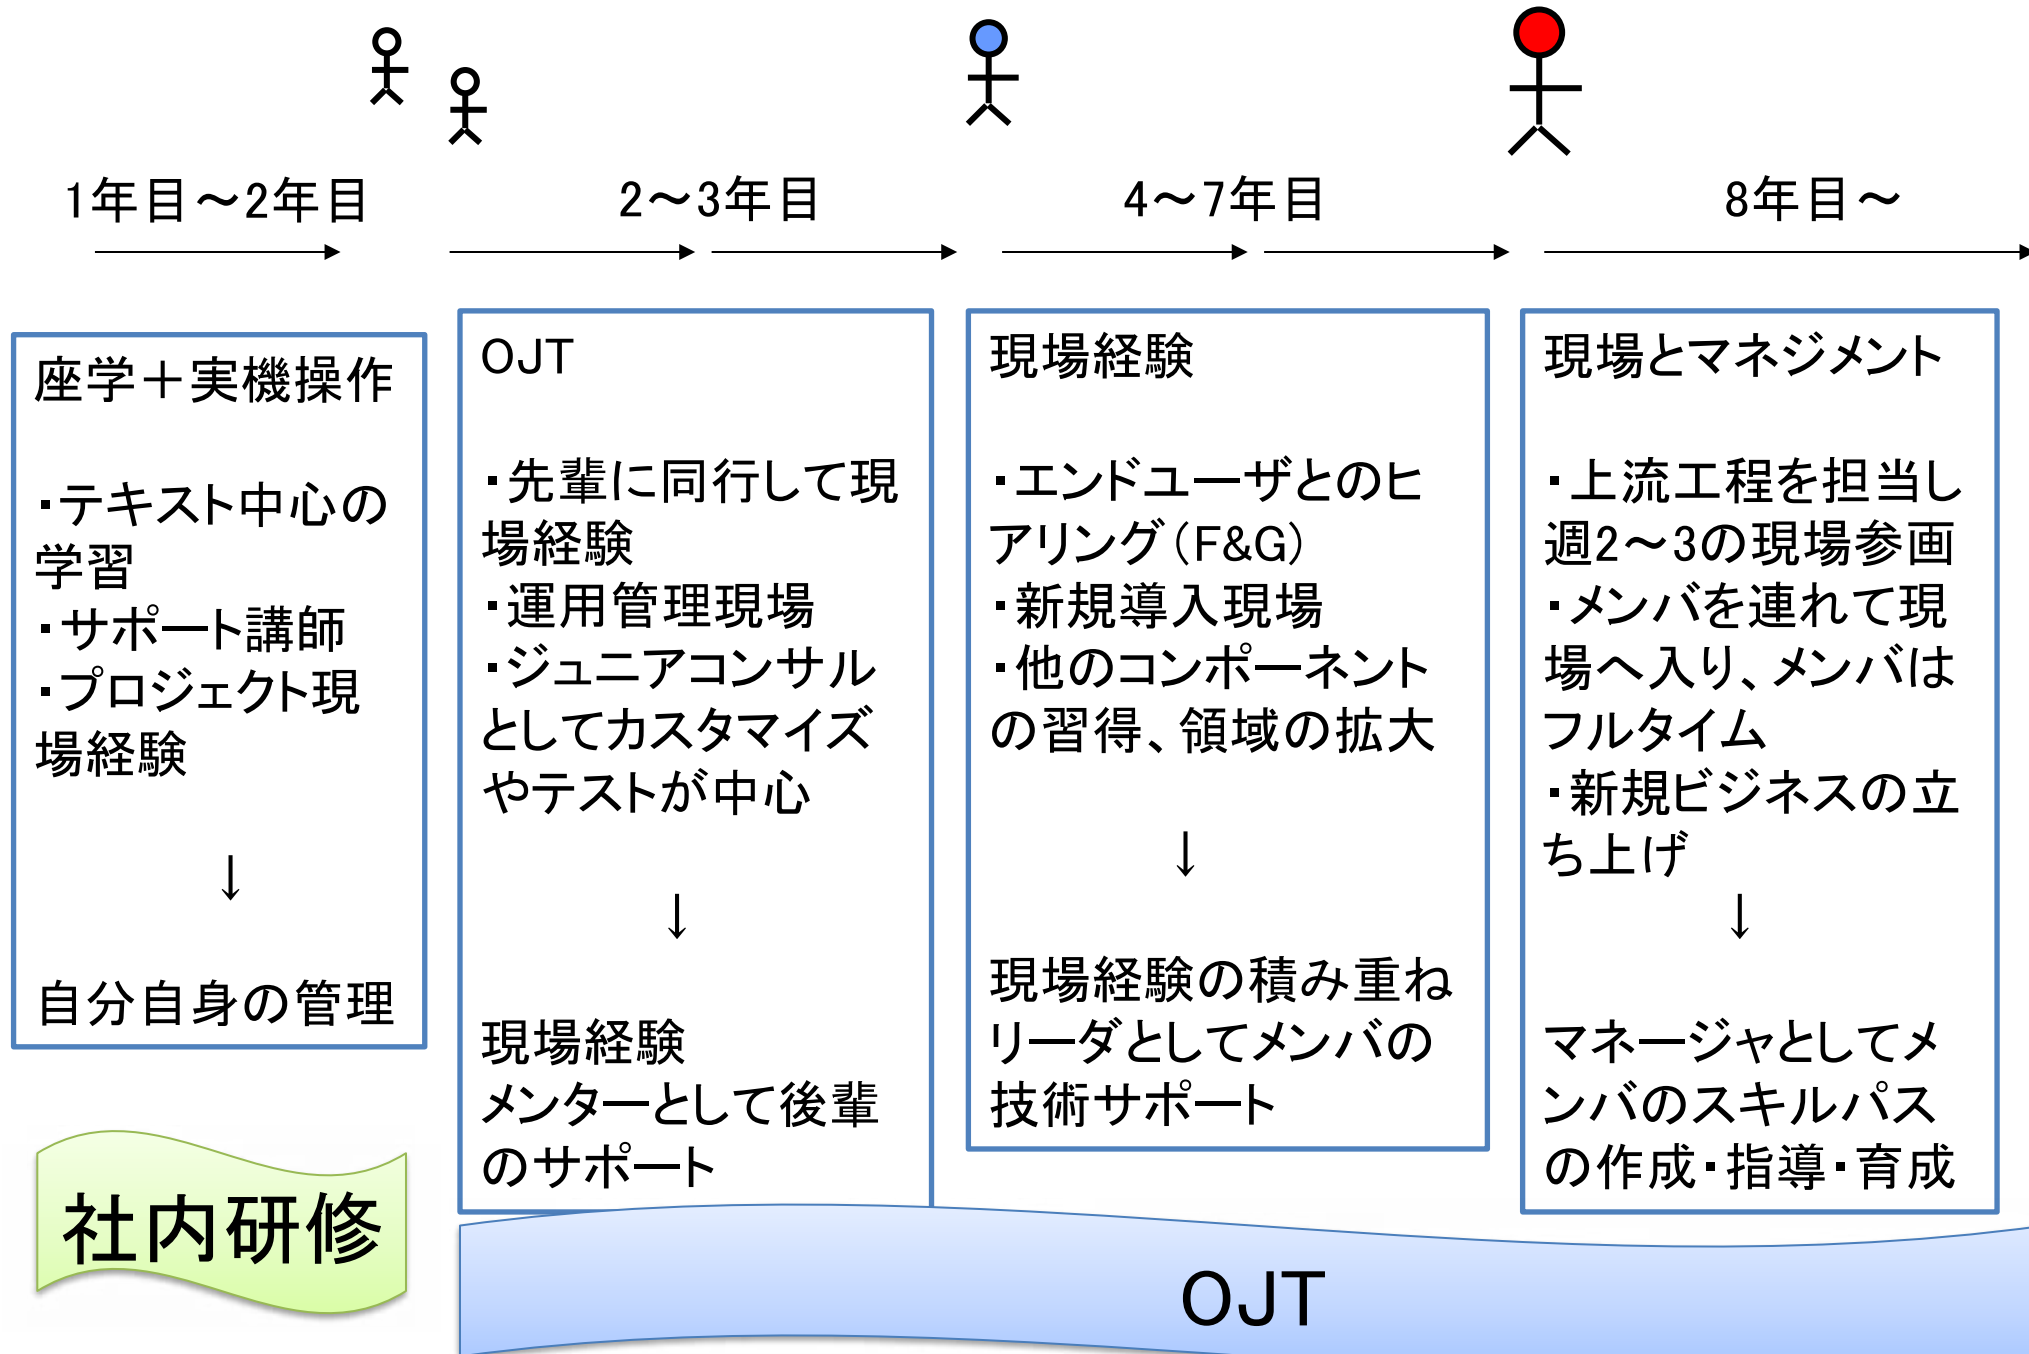 1年目～2年目
2～3年目
4～7年目
8年目～
座学＋実機操作
・テキスト中心の
学習
・サポート講師
・プロジェクト現
場経験
↓
自分自身の管理
OJT
・先輩に同行して現
場経験
・運用管理現場
・ジュニアコンサル
としてカスタマイズ
やテストが中心
↓
現場経験
メンターとして後輩
のサポート
現場経験
・エンドユーザとのヒ
アリング（F&G）
・新規導入現場
・他のコンポーネント
の習得、領域の拡大
↓
現場経験の積み重ね
リーダとしてメンバの
技術サポート
現場とマネジメント
・上流工程を担当し
週2～3の現場参画
・メンバを連れて現
場へ入り、メンバは
フルタイム
・新規ビジネスの立
ち上げ
↓
マネージャとしてメ
ンバのスキルパス
の作成・指導・育成
社内研修
OJT